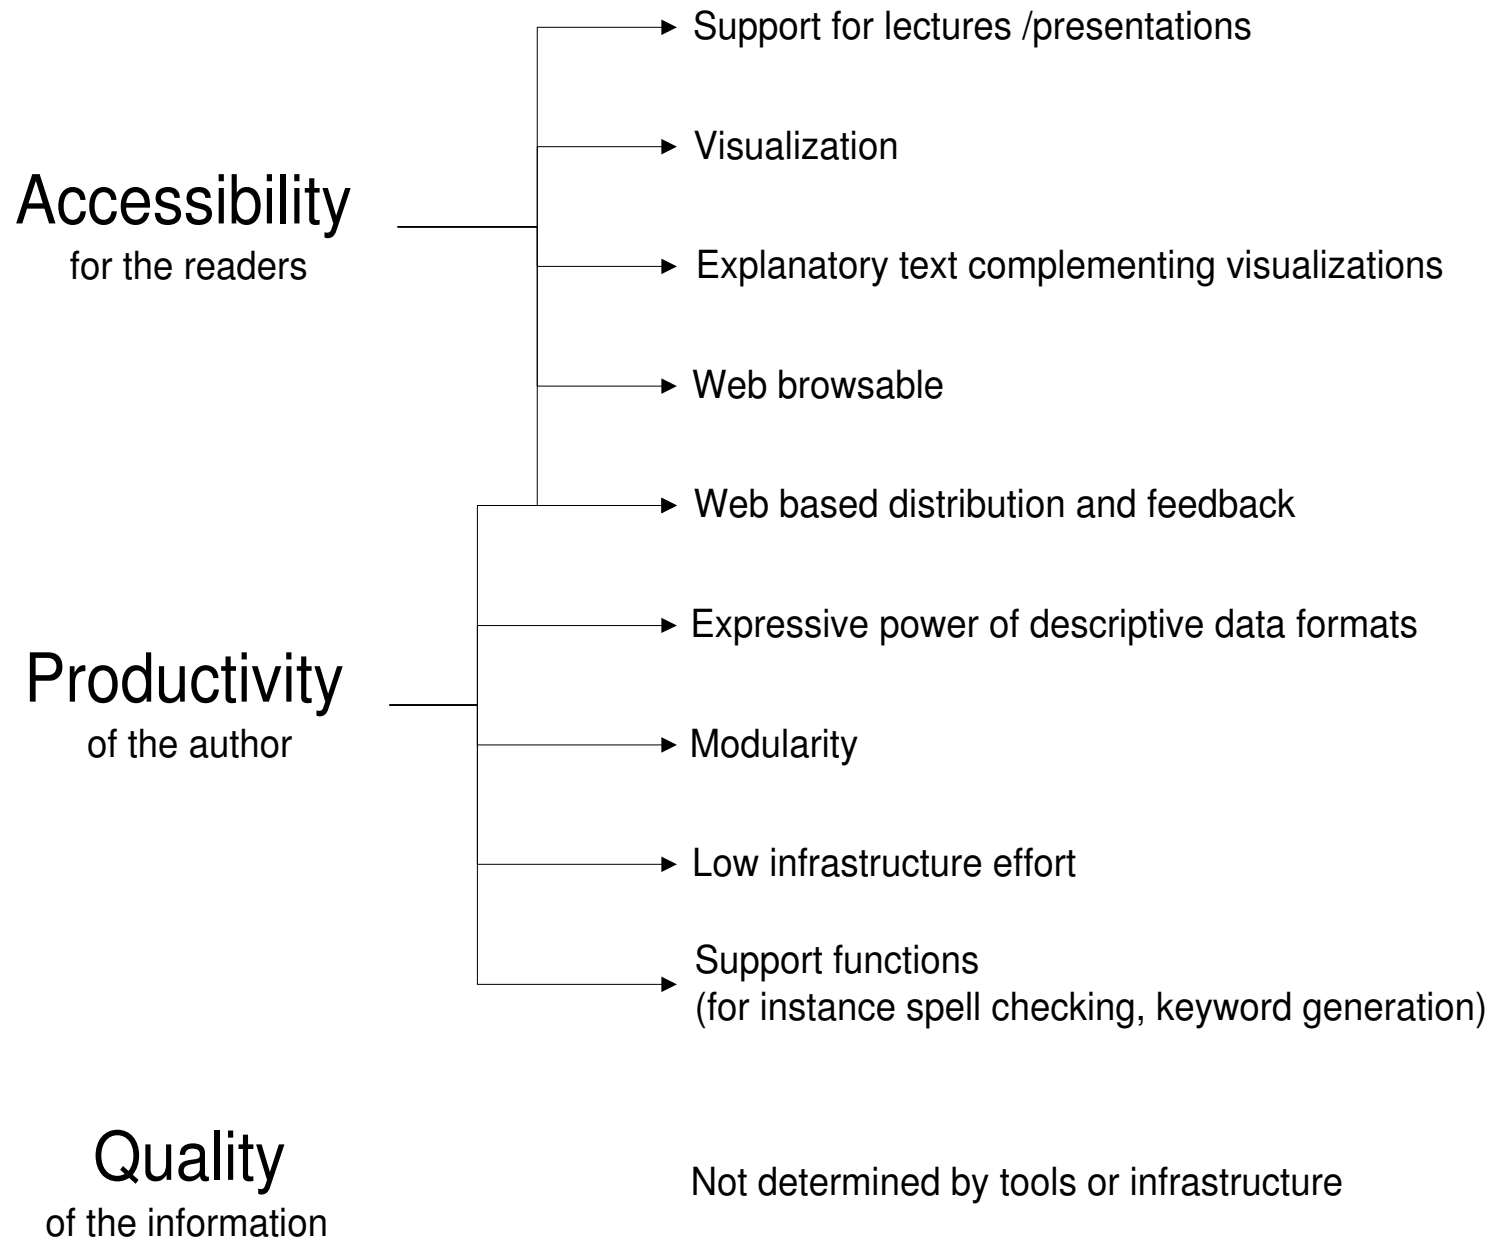 Support for lectures /presentations
Visualization
Accessibility
for the readers
Explanatory text complementing visualizations
Web browsable
Web based distribution and feedback
Expressive power of descriptive data formats
Productivity
of the author
Modularity
Low infrastructure effort
Support functions
(for instance spell checking, keyword generation)
Quality
of the information
Not determined by tools or infrastructure